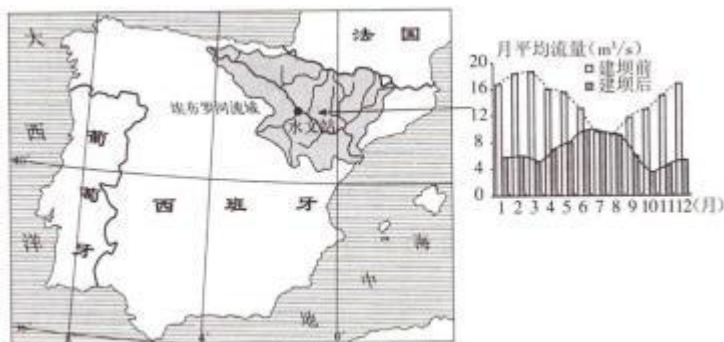 大
西
洋
法 国
埃布罗河流域
水文站
葡
萄
牙
西 班 牙
地
中
海
0°
月平均流量(m³/s)
建坝前
建坝后
20
16
12
8
4
0
1 2 3 4 5 6 7 8 9 10 11 12(月)